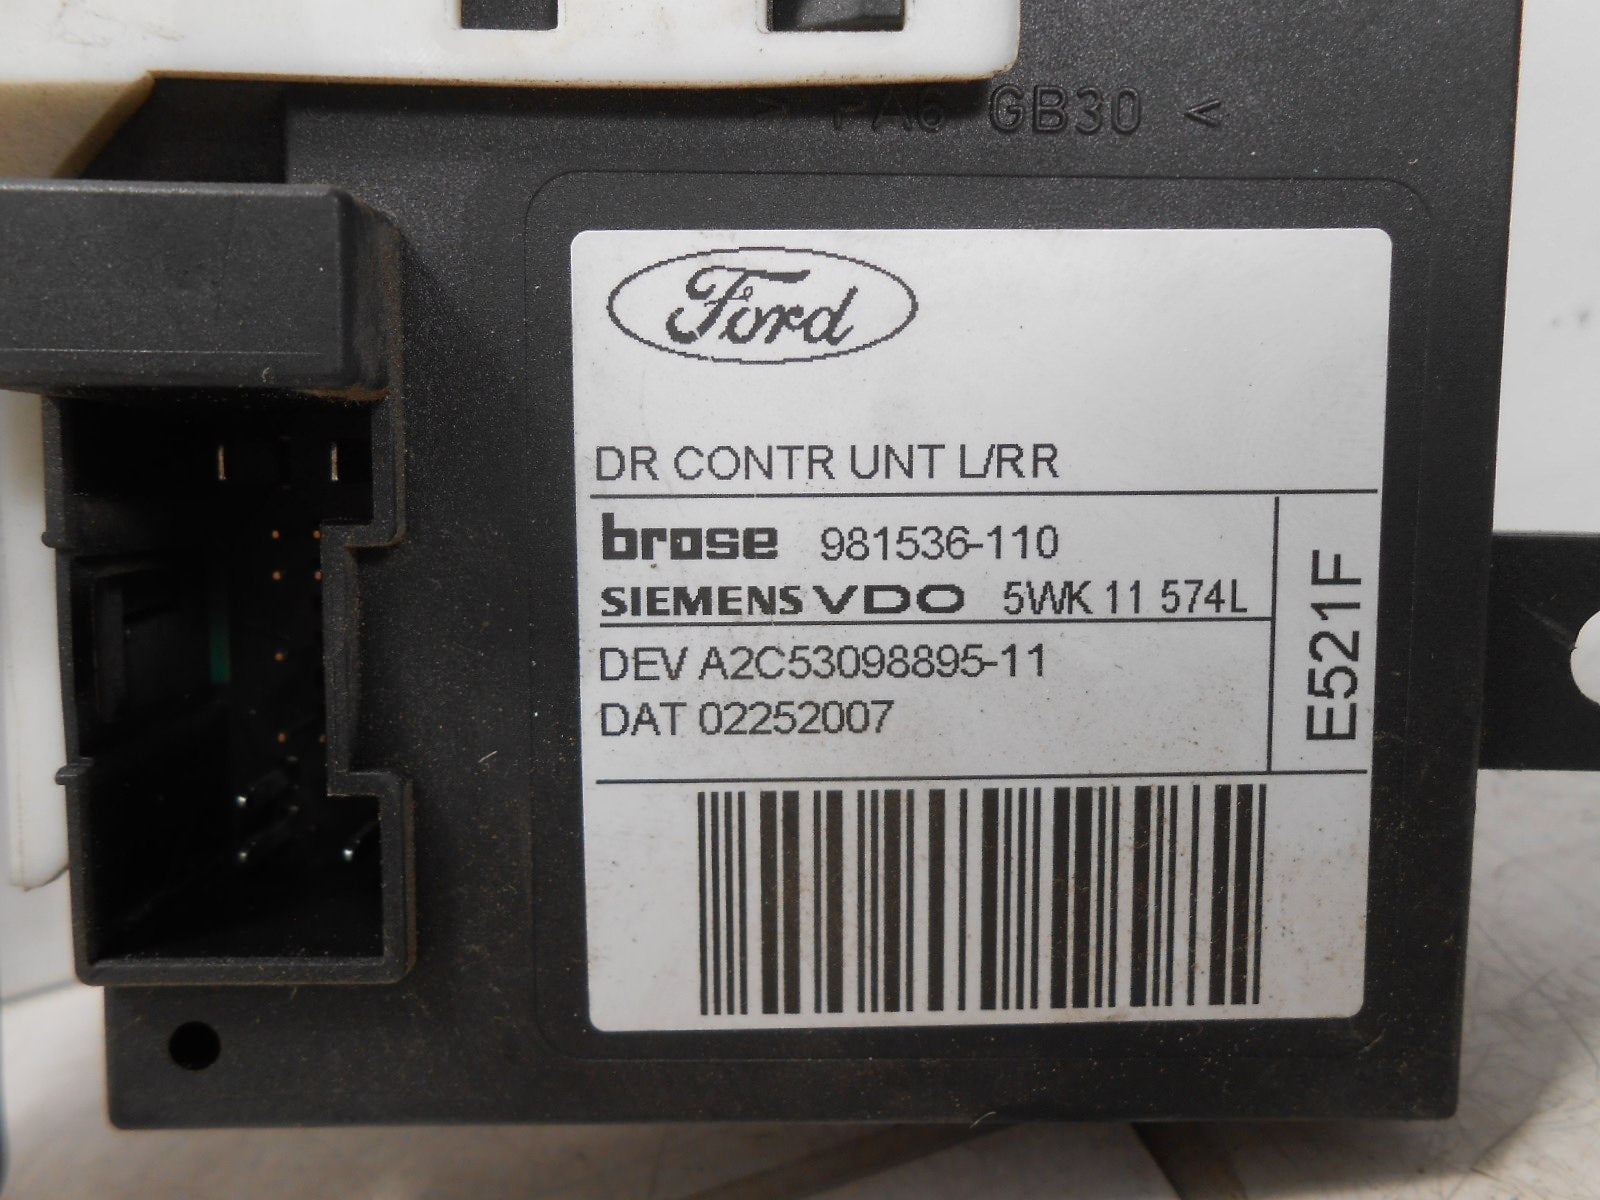 > PA6 GB30 <
Ford
DR CONTR UNT L/RR
brose 981536-110
SIEMENS VDO 5WK 11 574L
DEV A2C53098895-11
DAT 02252007
E521F